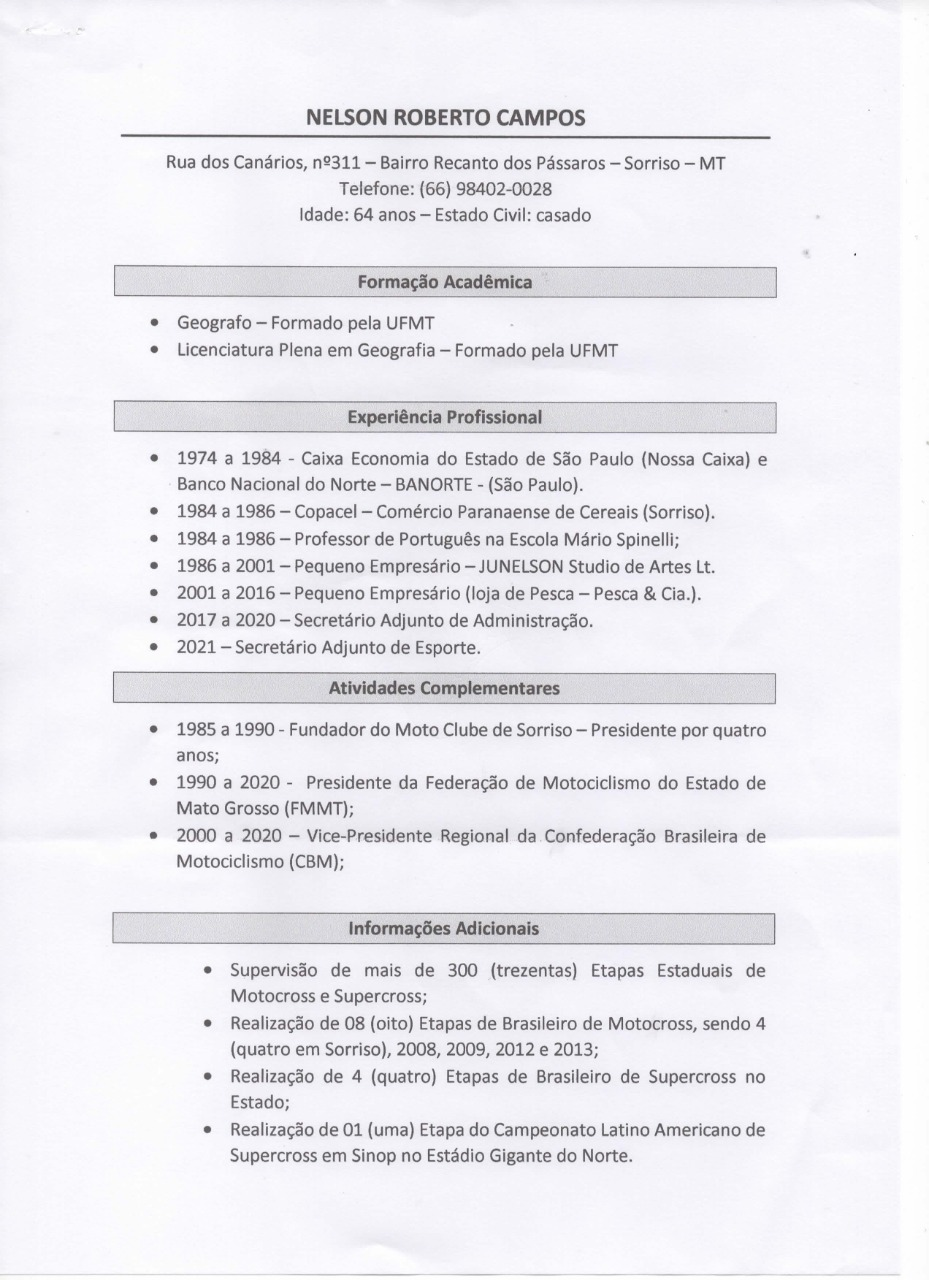 NELSON ROBERTO CAMPOS
Rua dos Canários, nº311 – Bairro Recanto dos Pássaros – Sorriso – MT
Telefone: (66) 98402-0028
Idade: 64 anos – Estado Civil: casado
Formação Acadêmica
• Geografo – Formado pela UFMT
• Licenciatura Plena em Geografia – Formado pela UFMT
Experiência Profissional
• 1974 a 1984 - Caixa Economia do Estado de São Paulo (Nossa Caixa) e
Banco Nacional do Norte – BANORTE - (São Paulo).
• 1984 a 1986 – Copacel – Comércio Paranaense de Cereais (Sorriso).
• 1984 a 1986 – Professor de Português na Escola Mário Spinelli;
• 1986 a 2001 – Pequeno Empresário – JUNELSON Studio de Artes Lt.
• 2001 a 2016 – Pequeno Empresário (loja de Pesca – Pesca & Cia.).
• 2017 a 2020 – Secretário Adjunto de Administração.
• 2021 – Secretário Adjunto de Esporte.
Atividades Complementares
• 1985 a 1990 - Fundador do Moto Clube de Sorriso – Presidente por quatro
anos;
• 1990 a 2020 - Presidente da Federação de Motociclismo do Estado de
Mato Grosso (FMMT);
• 2000 a 2020 – Vice-Presidente Regional da Confederação Brasileira de
Motociclismo (CBM);
Informações Adicionais
• Supervisão de mais de 300 (trezentas) Etapas Estaduais de
Motocross e Supercross;
• Realização de 08 (oito) Etapas de Brasileiro de Motocross, sendo 4
(quatro em Sorriso), 2008, 2009, 2012 e 2013;
• Realização de 4 (quatro) Etapas de Brasileiro de Supercross no
Estado;
• Realização de 01 (uma) Etapa do Campeonato Latino Americano de
Supercross em Sinop no Estádio Gigante do Norte.